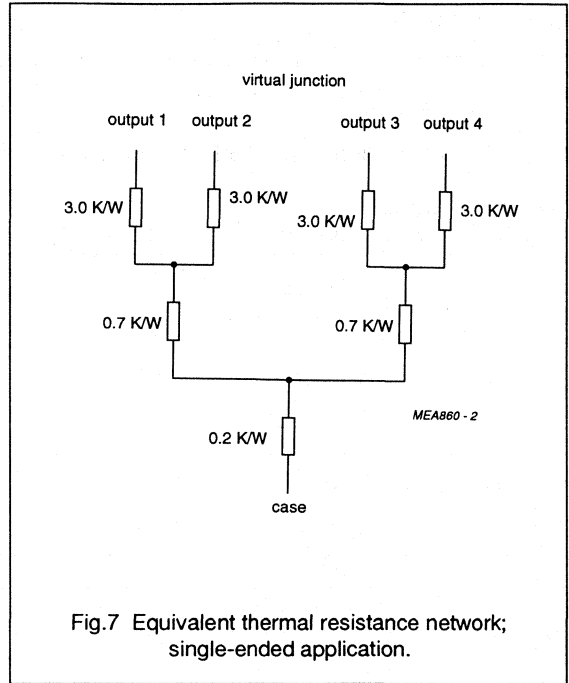 virtual junction
output 1 output 2 output 3 output 4
3.0 K/W 3.0 K/W 3.0 K/W 3.0 K/W
0.7 K/W 0.7 K/W
MEA860 - 2
0.2 K/W
case
Fig.7 Equivalent thermal resistance network;
single-ended application.